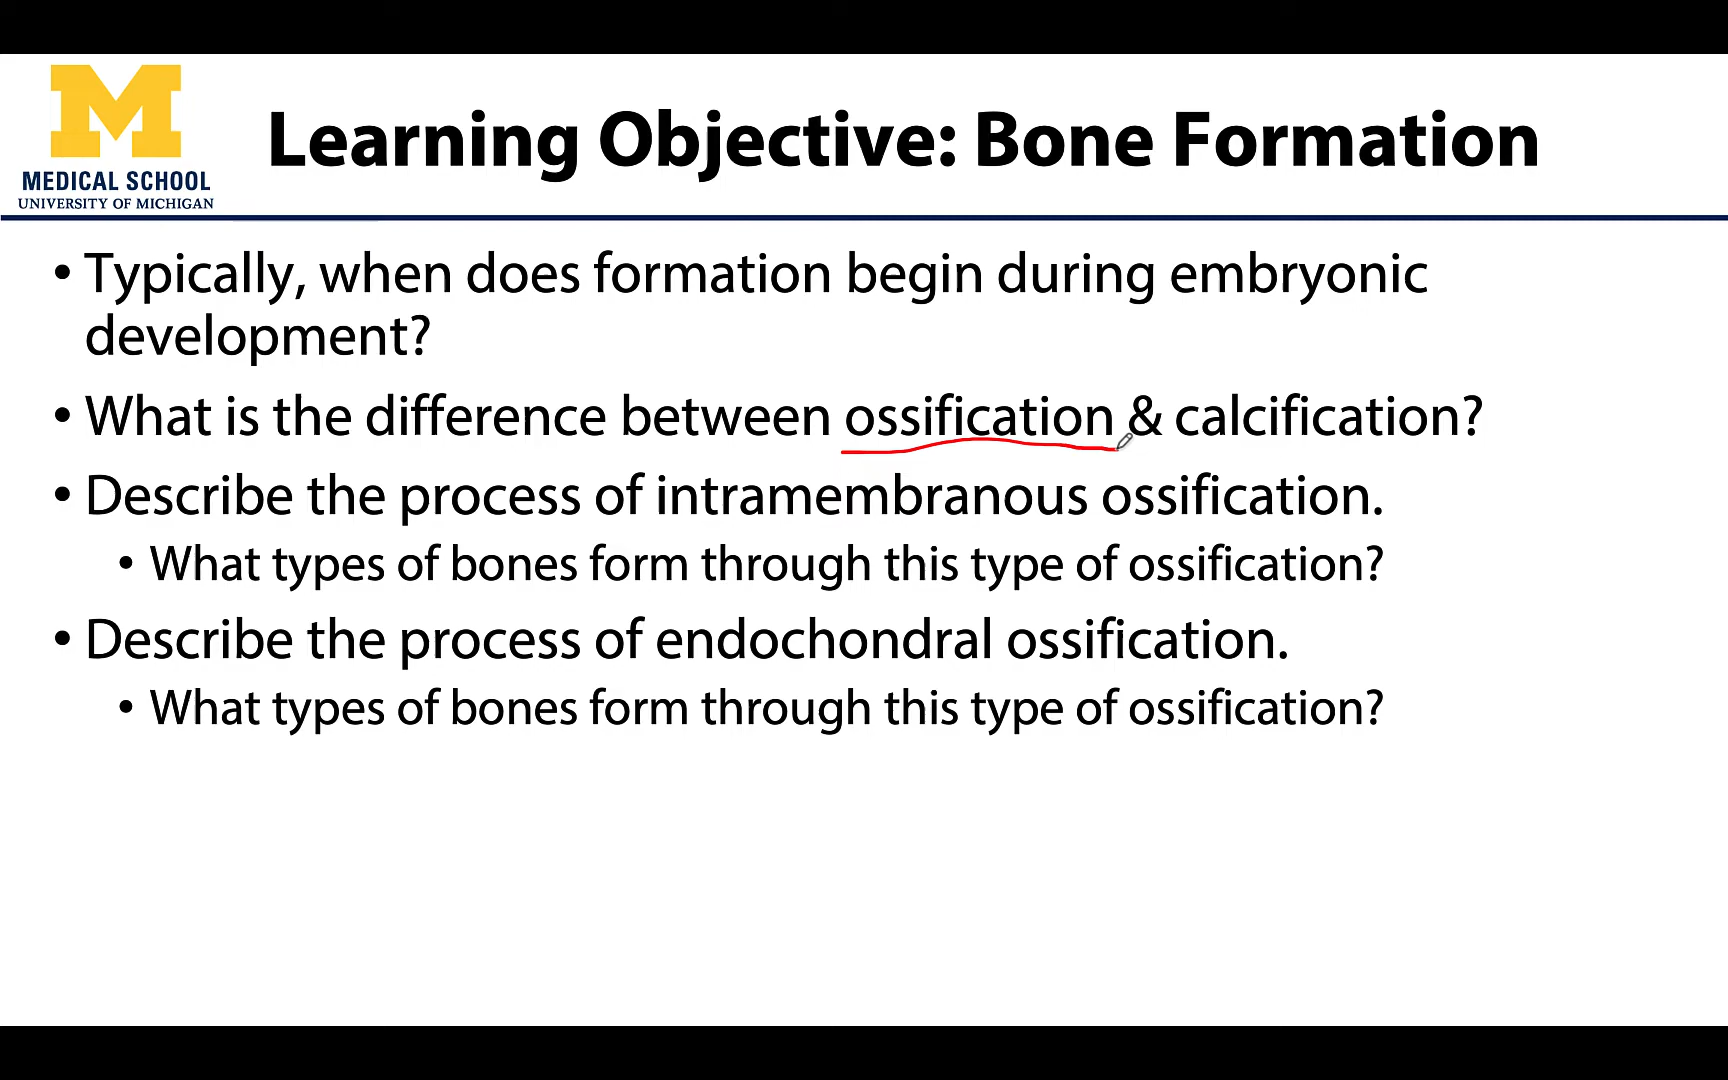 M
MEDICAL SCHOOL
UNIVERSITY OF MICHIGAN
Learning Objective: Bone Formation
• Typically, when does formation begin during embryonic
development?
• What is the difference between ossification & calcification?
• Describe the process of intramembranous ossification.
• What types of bones form through this type of ossification?
• Describe the process of endochondral ossification.
• What types of bones form through this type of ossification?